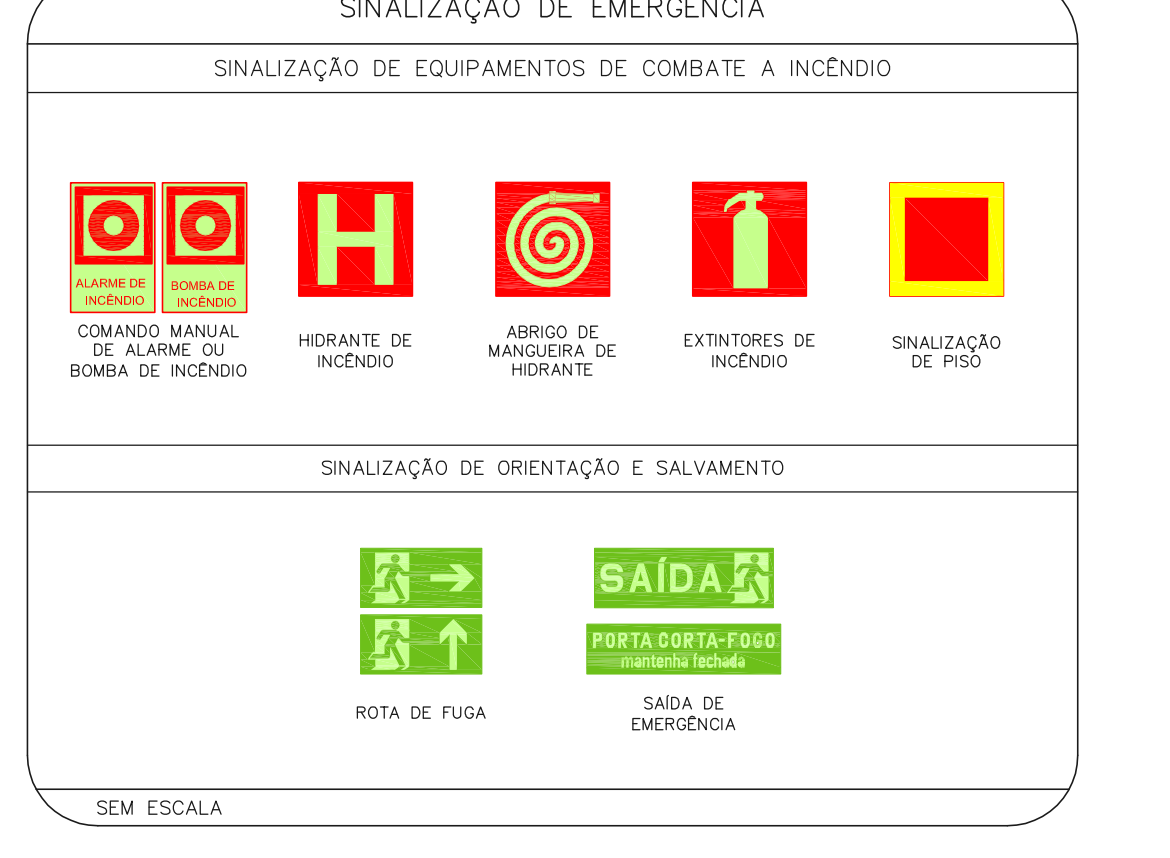 SINALIZAÇÃO DE EMERGÊNCIA
SINALIZAÇÃO DE EQUIPAMENTOS DE COMBATE A INCÊNDIO
ALARME DE
INCÊNDIO
BOMBA DE
INCÊNDIO
H
COMANDO MANUAL
DE ALARME OU
BOMBA DE INCÊNDIO
HIDRANTE DE
INCÊNDIO
ABRIGO DE
MANGUEIRA DE
HIDRANTE
EXTINTORES DE
INCÊNDIO
SINALIZAÇÃO
DE PISO
SINALIZAÇÃO DE ORIENTAÇÃO E SALVAMENTO
SAÍDA
PORTA CORTA-FOGO
mantenha fechada
ROTA DE FUGA
SAÍDA DE
EMERGÊNCIA
SEM ESCALA